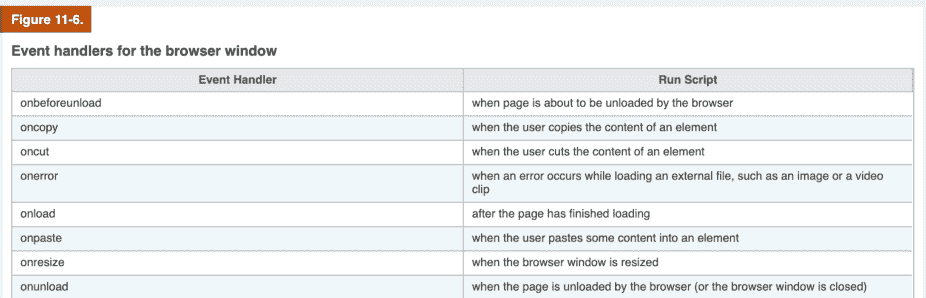 Figure 11-6.
Event handlers for the browser window
Event Handler Run Script
onbeforeunload when page is about to be unloaded by the browser
oncopy when the user copies the content of an element
oncut when the user cuts the content of an element
onerror when an error occurs while loading an external file, such as an image or a video
clip
onload after the page has finished loading
onpaste when the user pastes some content into an element
onresize when the browser window is resized
onunload when the page is unloaded by the browser (or the browser window is closed)